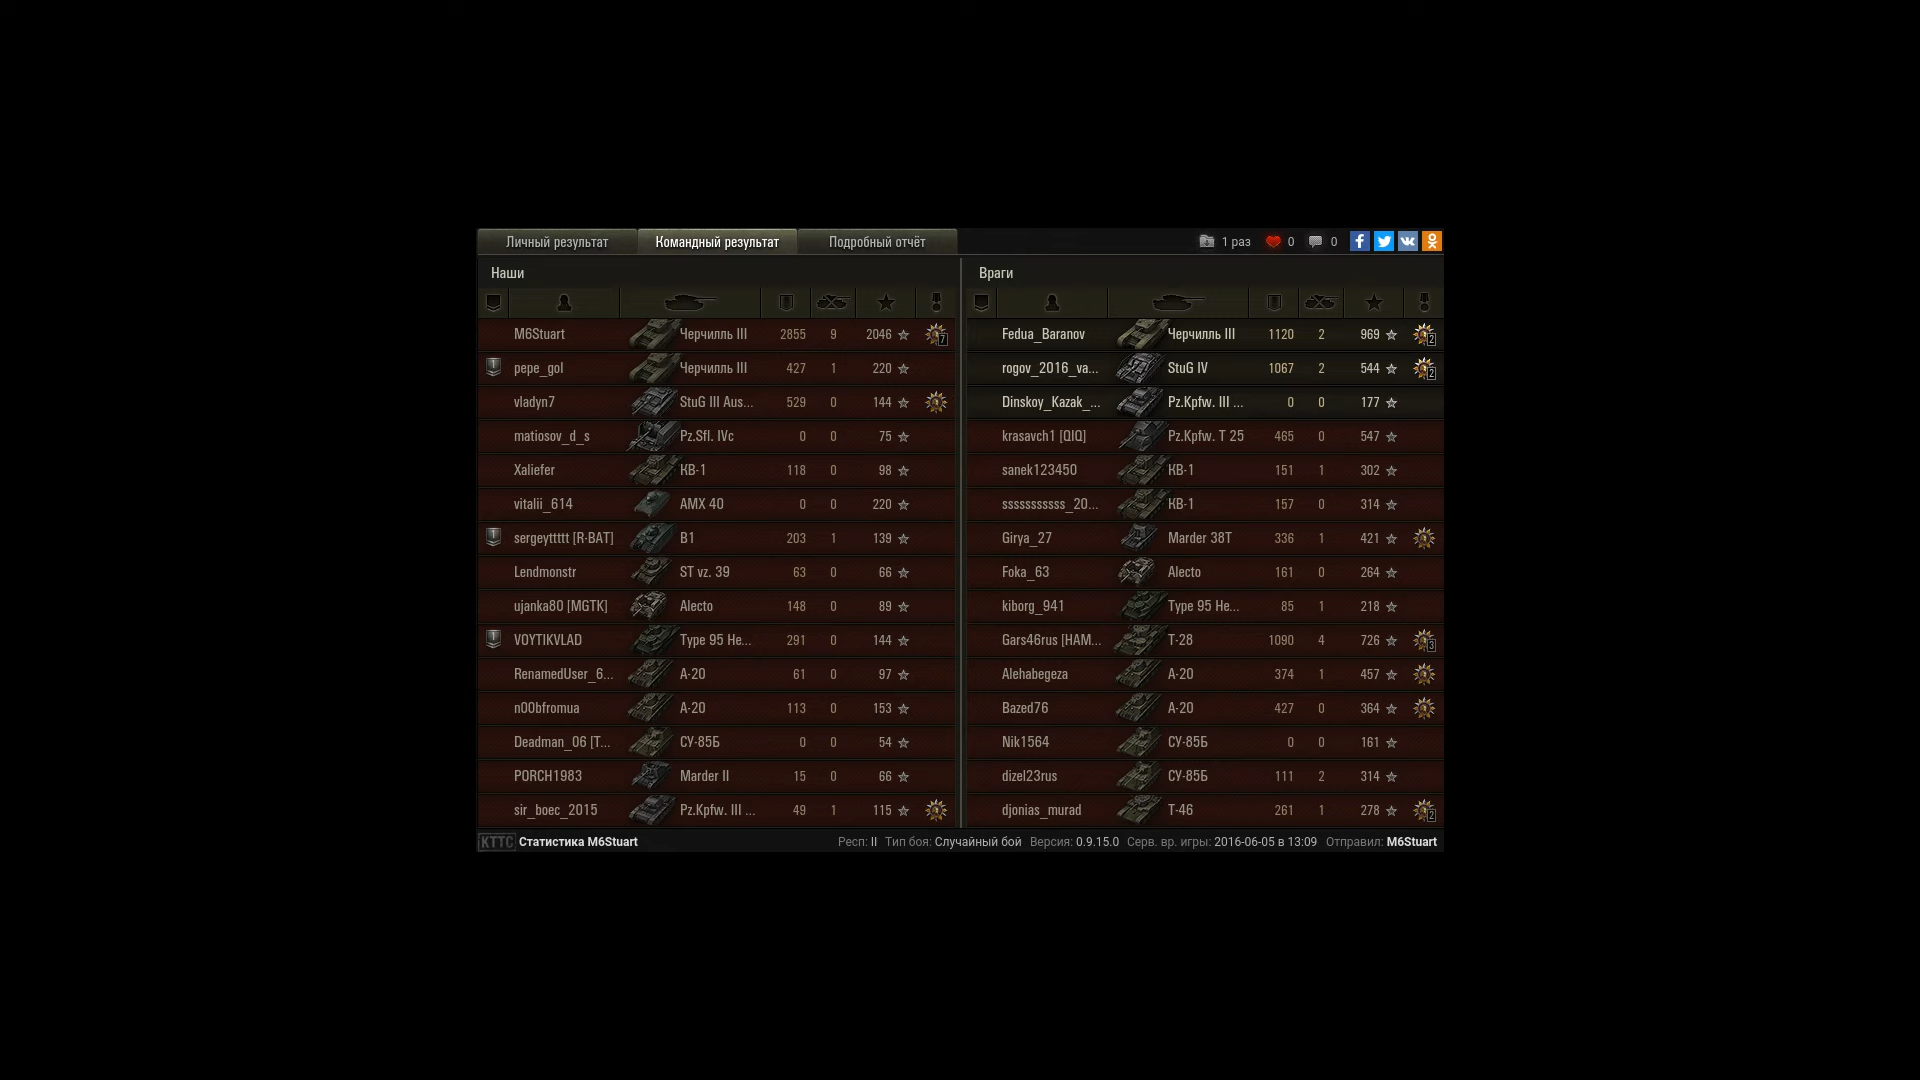 Личный результат Командный результат Подробный отчёт 1 раз 0 0
Наши Враги
M6Stuart Черчилль III 2855 9 2046 7 Fedua_Baranov Черчилль III 1120 2 969 2
pepe_gol Черчилль III 427 1 220 rogov_2016_va... StuG IV 1067 2 544 2
vladyn7 StuG III Aus... 529 0 144 Dinskoy_Kazak_... Pz.Kpfw. III ... 0 0 177
matiosov_d_s Pz.Sfl. IVc 0 0 75 krasavch1 [QIQ] Pz.Kpfw. T 25 465 0 547
Xaliefer КВ-1 118 0 98 sanek123450 КВ-1 151 1 302
vitalii_614 AMX 40 0 0 220 sssssssssss_20... КВ-1 157 0 314
sergeyttttt [R-BAT] B1 203 1 139 Girya_27 Marder 38T 336 1 421
Lendmonstr ST vz. 39 63 0 66 Foka_63 Alecto 161 0 264
ujanka80 [MGTK] Alecto 148 0 89 kiborg_941 Type 95 He... 85 1 218
VOYTIKVLAD Type 95 He... 291 0 144 Gars46rus [HAM... Т-28 1090 4 726 3
RenamedUser_6... А-20 61 0 97 Alehabegeza А-20 374 1 457
n00bfromua А-20 113 0 153 Bazed76 А-20 427 0 364
Deadman_06 [T... СУ-85Б 0 0 54 Nik1564 СУ-85Б 0 0 161
PORCH1983 Marder II 15 0 66 dizel23rus СУ-85Б 111 2 314
sir_boec_2015 Pz.Kpfw. III ... 49 1 115 djonias_murad Т-46 261 1 278 2
KTTC Статистика M6Stuart Респ: II Тип боя: Случайный бой Версия: 0.9.15.0 Серв. вр. игры: 2016-06-05 в 13:09 Отправил: M6Stuart